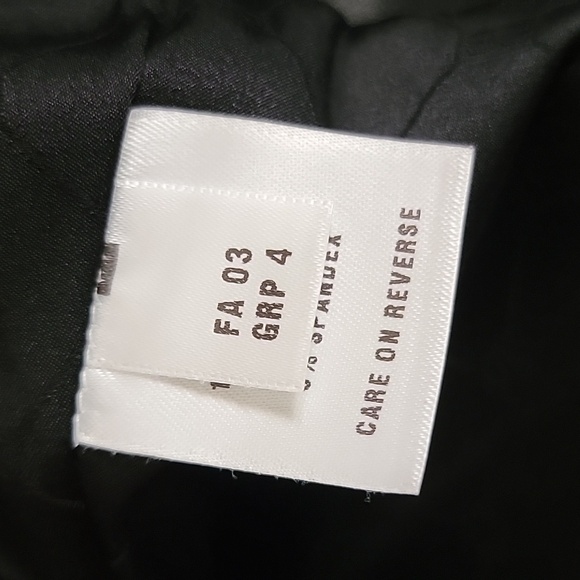 FA 03
GRP 4
% SPANDEX
CARE ON REVERSE